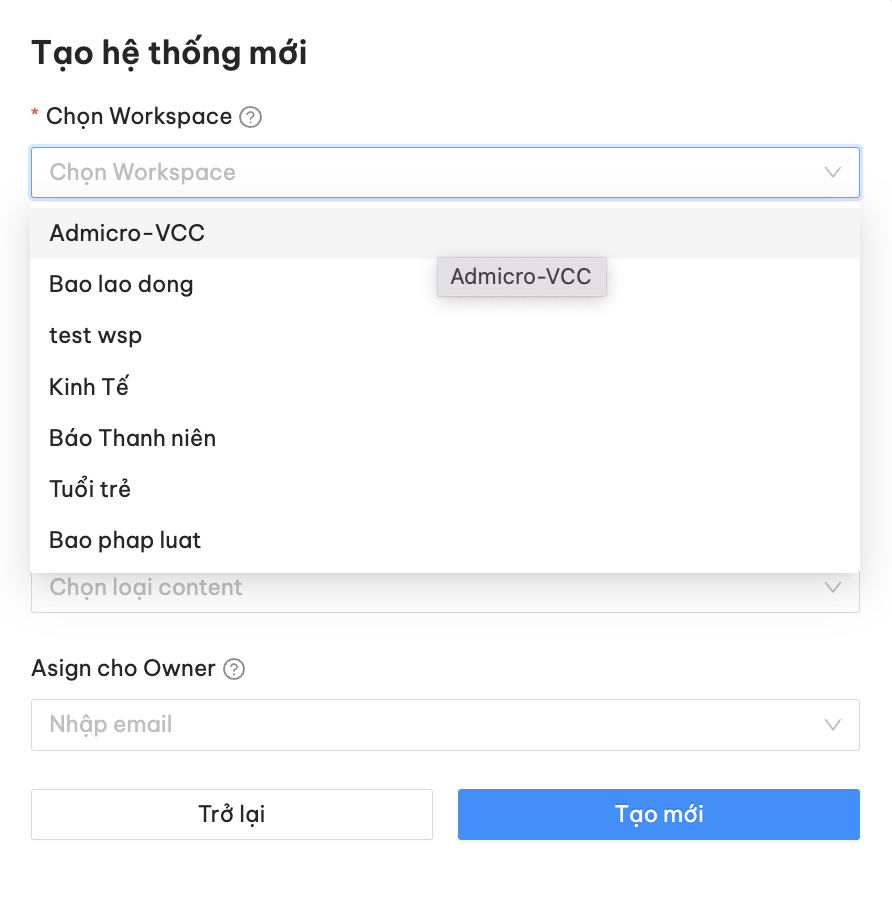 Tạo hệ thống mới
* Chọn Workspace ?
Chọn Workspace
Admicro-VCC
Admicro-VCC
Bao lao dong
test wsp
Kinh Tế
Báo Thanh niên
Tuổi trẻ
Bao phap luat
Chọn loại content
Asign cho Owner ?
Nhập email
Trở lại
Tạo mới